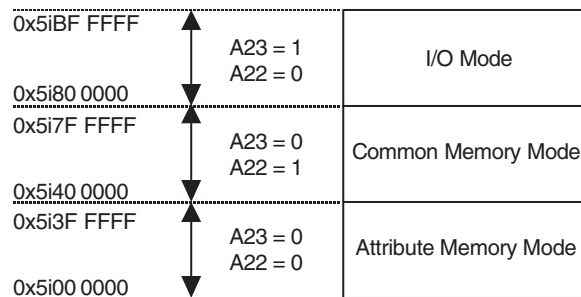 0x5iBF FFFF
A23 = 1
A22 = 0
I/O Mode
0x5i80 0000
0x5i7F FFFF
A23 = 0
A22 = 1
Common Memory Mode
0x5i40 0000
0x5i3F FFFF
A23 = 0
A22 = 0
Attribute Memory Mode
0x5i00 0000